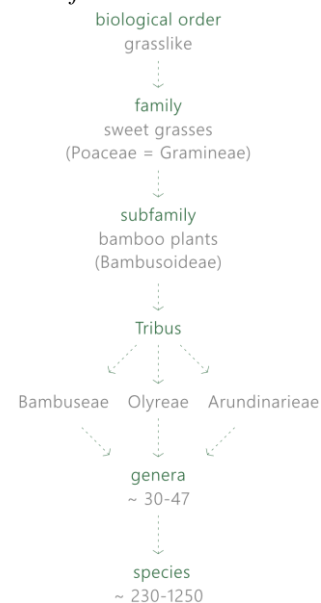 biological order
grasslike
family
sweet grasses
(Poaceae = Gramineae)
subfamily
bamboo plants
(Bambusoideae)
Tribus
Bambuseae Olyreae Arundinarieae
genera
~ 30-47
species
~ 230-1250